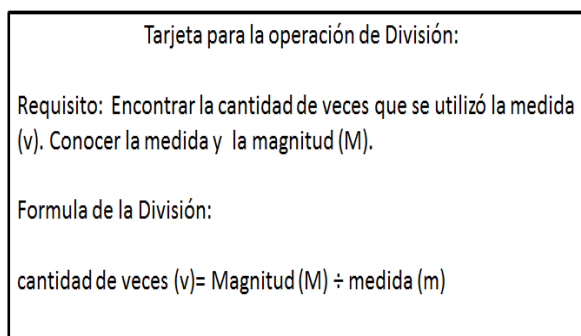 Tarjeta para la operación de División:
Requisito: Encontrar la cantidad de veces que se utilizó la medida
(v). Conocer la medida y la magnitud (M).
Formula de la División:
cantidad de veces (v)= Magnitud (M) ÷ medida (m)